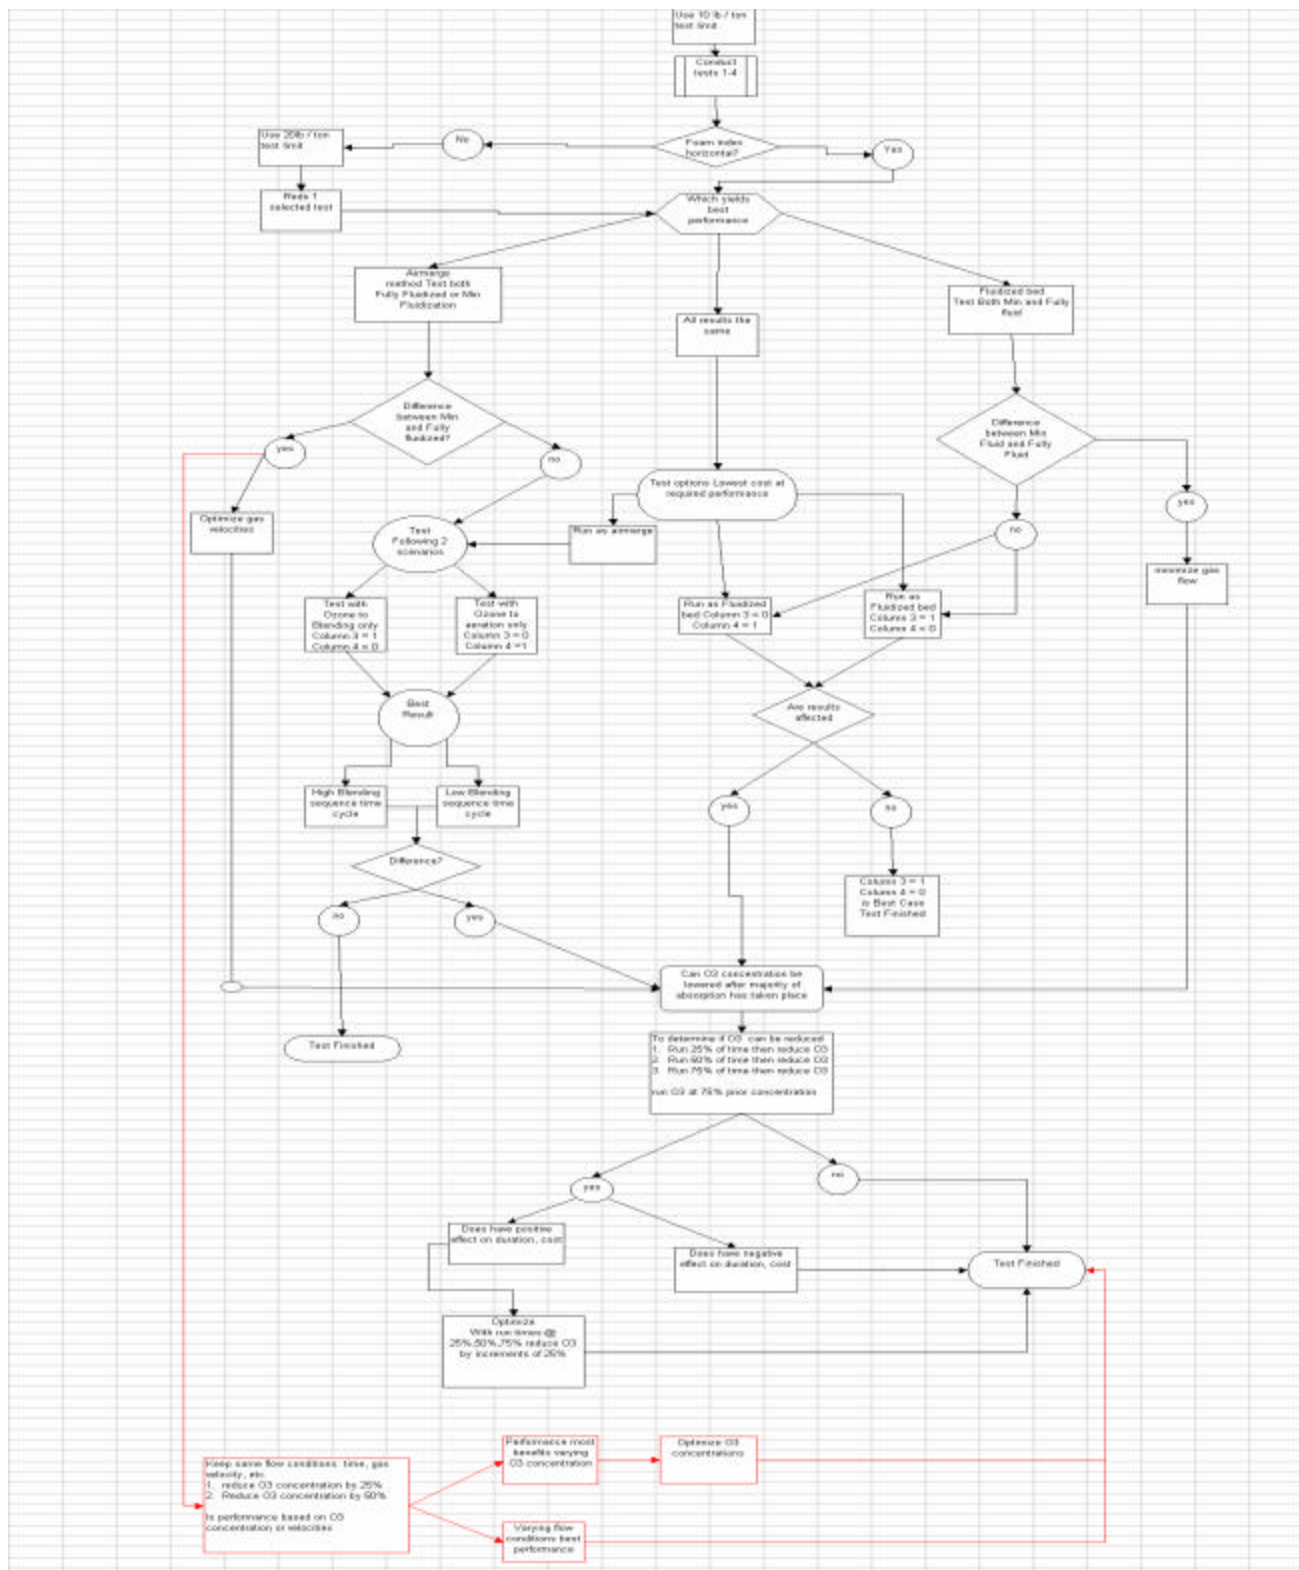 Use 10 lb / ton
test limit
Conduct
tests 1-4
Foam index
horizontal?
No
Yes
Use 20lb / ton
test limit
Redo 1
selected test
Which yields
best
performance
Airmerge
method Test both
Fully Fluidized or Min
Fluidization
All results the
same
Fluidized bed
Test Both Min and Fully
fluid
Difference
between Min
and Fully
fluidized?
yes
no
Difference
between Min
Fluid and Fully
Fluid
yes
no
Optimize gas
velocities
Test
Following 2
scenarios
Run as airmerge
Test options Lowest cost at
required performance
minimize gas
flow
Test with
Ozone to
Blending only
Column 3 = 1
Column 4 = 0
Test with
Ozone to
aeration only
Column 3 = 0
Column 4 =1
Run as Fluidized
bed Column 3 = 0
Column 4 = 1
Run as
Fluidized bed
Column 3 = 1
Column 4 = 0
Best
Result
Are results
affected
High Blending
sequence time
cycle
Low Blending
sequence time
cycle
yes
no
Difference?
no
yes
Column 3 = 1
Column 4 = 0
is Best Case
Test Finished
Can O3 concentration be
lowered after majority of
absorption has taken place
Test Finished
To determine if O3 can be reduced
1. Run 25% of time then reduce O3
2. Run 50% of time then reduce O3
3. Run 75% of time then reduce O3
run O3 at 75% prior concentration
yes
no
Does have positive
effect on duration, cost
Does have negative
effect on duration, cost
Test Finished
Optimize
With run times @
25%,50%,75% reduce O3
by increments of 25%
Keep same flow conditions: time, gas
velocity, etc.
1. reduce O3 concentration by 25%
2. Reduce O3 concentration by 50%
Is performance based on O3
concentration or velocities
Performance most
benefits varying
O3 concentration
Optimize O3
concentrations
Varying flow
conditions best
performance